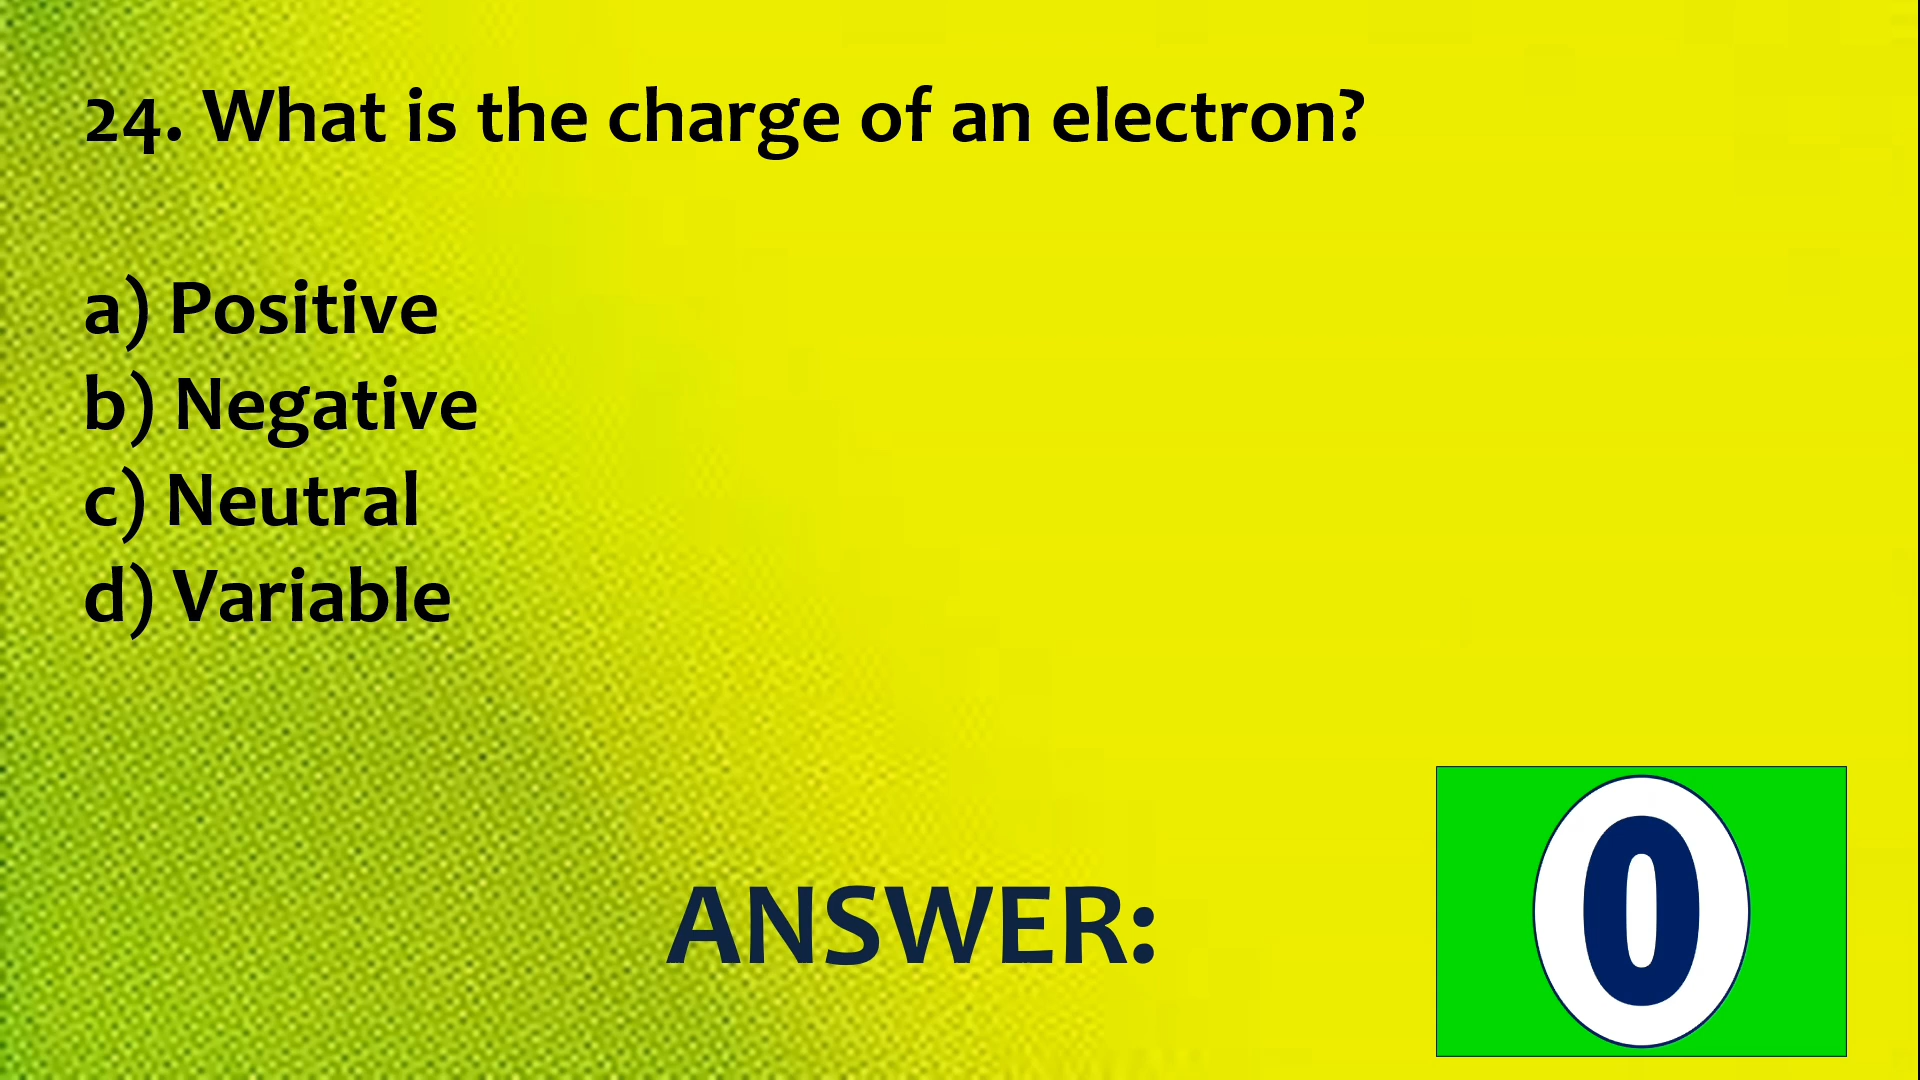 24. What is the charge of an electron?
a) Positive
b) Negative
c) Neutral
d) Variable
ANSWER:
0